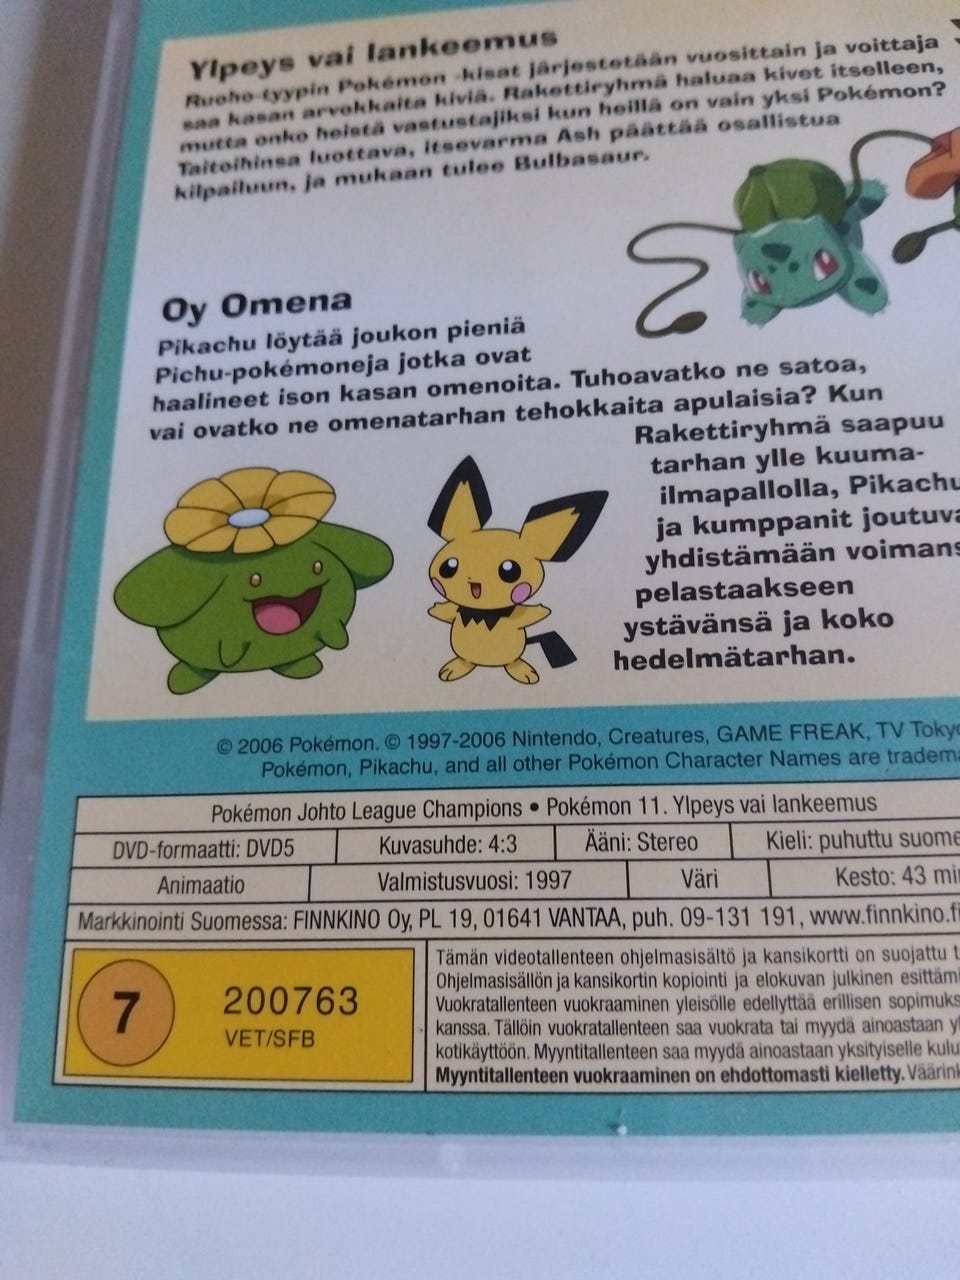 Ylpeys vai lankeemus
Ruoho-tyypin Pokémon -kisat järjestetään vuosittain ja voittaja
saa kasan arvokkaita kiviä. Rakettiryhmä haluaa kivet itselleen,
mutta onko heistä vastustajiksi kun heillä on vain yksi Pokémon?
Taitoihinsa luottava, itsevarma Ash päättää osallistua
kilpailuun, ja mukaan tulee Bulbasaur.
Oy Omena
Pikachu löytää joukon pieniä
Pichu-pokémoneja jotka ovat
haalineet ison kasan omenoita. Tuhoavatko ne satoa,
vai ovatko ne omenatarhan tehokkaita apulaisia? Kun
Rakettiryhmä saapuu
tarhan ylle kuuma-
ilmapallolla, Pikachu
ja kumppanit joutuva
yhdistämään voimans
pelastaakseen
ystävänsä ja koko
hedelmätarhan.
© 2006 Pokémon. © 1997-2006 Nintendo, Creatures, GAME FREAK, TV Tokyo
Pokémon, Pikachu, and all other Pokémon Character Names are tradema
Pokémon Johto League Champions • Pokémon 11. Ylpeys vai lankeemus
DVD-formaatti: DVD5 Kuvasuhde: 4:3 Ääni: Stereo Kieli: puhuttu suome
Animaatio Valmistusvuosi: 1997 Väri Kesto: 43 min
Markkinointi Suomessa: FINNKINO Oy, PL 19, 01641 VANTAA, puh. 09-131 191, www.finnkino.fi
7 200763
VET/SFB
Tämän videotallenteen ohjelmasisältö ja kansikortti on suojattu t
Ohjelmasisällön ja kansikortin kopiointi ja elokuvan julkinen esittämi
Vuokratallenteen vuokraaminen yleisölle edellyttää erillisen sopimuks
kanssa. Tällöin vuokratallenteen saa vuokrata tai myydä ainoastaan yl
kotikäyttöön. Myyntitallenteen saa myydä ainoastaan yksityiselle kulu
Myyntitallenteen vuokraaminen on ehdottomasti kielletty. Väärink